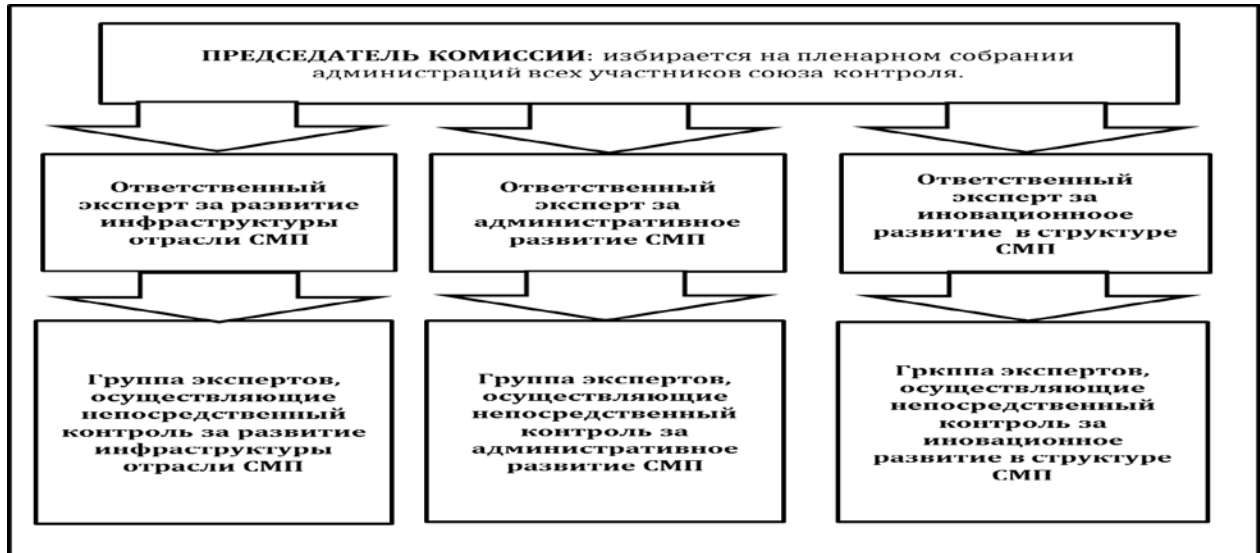 ПРЕДСЕДАТЕЛЬ КОМИССИИ: избирается на пленарном собрании
администраций всех участников союза контроля.
Ответственный
эксперт за развитие
инфраструктуры
отрасли СМП
Ответственный
эксперт за
административное
развитие СМП
Ответственный
эксперт за
иновационноое
развитие в структуре
СМП
Группа экспертов,
осуществляющие
непосредственный
контроль за развитие
инфраструктуры
отрасли СМП
Группа экспертов,
осуществляющие
непосредственный
контроль за
административное
развитие СМП
Гркппа экспертов,
осуществляющие
непосредственный
контроль за
иновационное
развитие в структуре
СМП